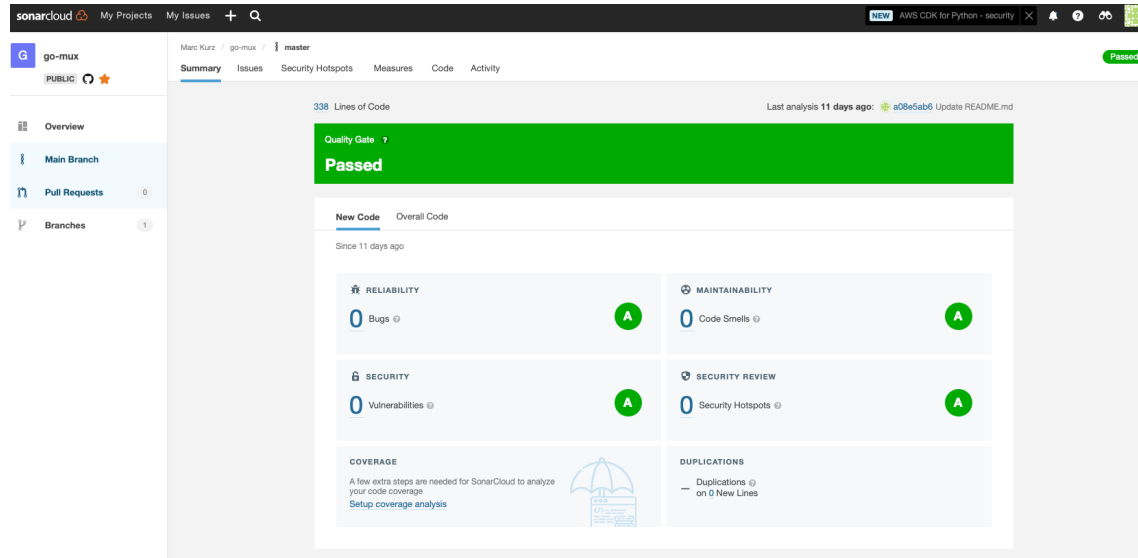 sonarcloud My Projects My Issues NEW AWS CDK for Python - security
G go-mux
PUBLIC
Overview
Main Branch
Pull Requests 0
Branches 1
Marc Kurz / go-mux / master
Summary Issues Security Hotspots Measures Code Activity
Passed
338 Lines of Code
Last analysis 11 days ago: a08e5ab6 Update README.md
Quality Gate ?
Passed
New Code Overall Code
Since 11 days ago
RELIABILITY
0 Bugs ? A
MAINTAINABILITY
0 Code Smells ? A
SECURITY
0 Vulnerabilities ? A
SECURITY REVIEW
0 Security Hotspots ? A
COVERAGE
A few extra steps are needed for SonarCloud to analyze
your code coverage
Setup coverage analysis
DUPLICATIONS
— Duplications ?
on 0 New Lines